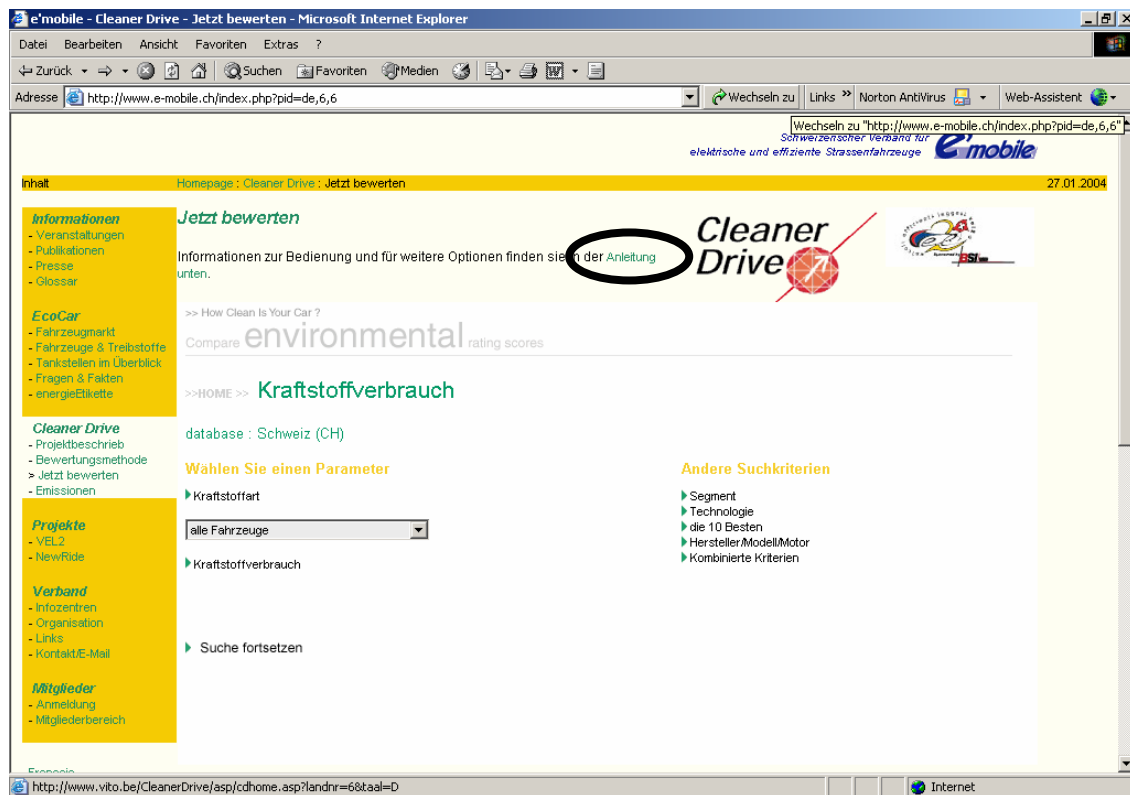 e'mobile - Cleaner Drive - Jetzt bewerten - Microsoft Internet Explorer
Datei Bearbeiten Ansicht Favoriten Extras ?
Zurück Suchen Favoriten Medien
Adresse http://www.e-mobile.ch/index.php?pid=de,6,6 Wechseln zu Links » Norton AntiVirus Web-Assistent
Wechseln zu "http://www.e-mobile.ch/index.php?pid=de,6,6"
Schweizerischer Verband für
elektrische und effiziente Strassenfahrzeuge
e'mobile
Inhalt Homepage : Cleaner Drive : Jetzt bewerten 27.01.2004
Informationen
- Veranstaltungen
- Publikationen
- Presse
- Glossar
EcoCar
- Fahrzeugmarkt
- Fahrzeuge & Treibstoffe
- Tankstellen im Überblick
- Fragen & Fakten
- energieEtikette
Cleaner Drive
- Projektbeschrieb
- Bewertungsmethode
> Jetzt bewerten
- Emissionen
Projekte
- VEL2
- NewRide
Verband
- Infozentren
- Organisation
- Links
- Kontakt/E-Mail
Mitglieder
- Anmeldung
- Mitgliederbereich
Français
Jetzt bewerten
Informationen zur Bedienung und für weitere Optionen finden sie in der Anleitung
unten.
Cleaner
Drive
BSI
>> How Clean Is Your Car ?
Compare environmental rating scores
>>HOME >> Kraftstoffverbrauch
database : Schweiz (CH)
Wählen Sie einen Parameter
Kraftstoffart
alle Fahrzeuge
Kraftstoffverbrauch
Suche fortsetzen
Andere Suchkriterien
Segment
Technologie
die 10 Besten
Hersteller/Modell/Motor
Kombinierte Kriterien
http://www.vito.be/CleanerDrive/asp/cdhome.asp?landnr=6&taal=D Internet